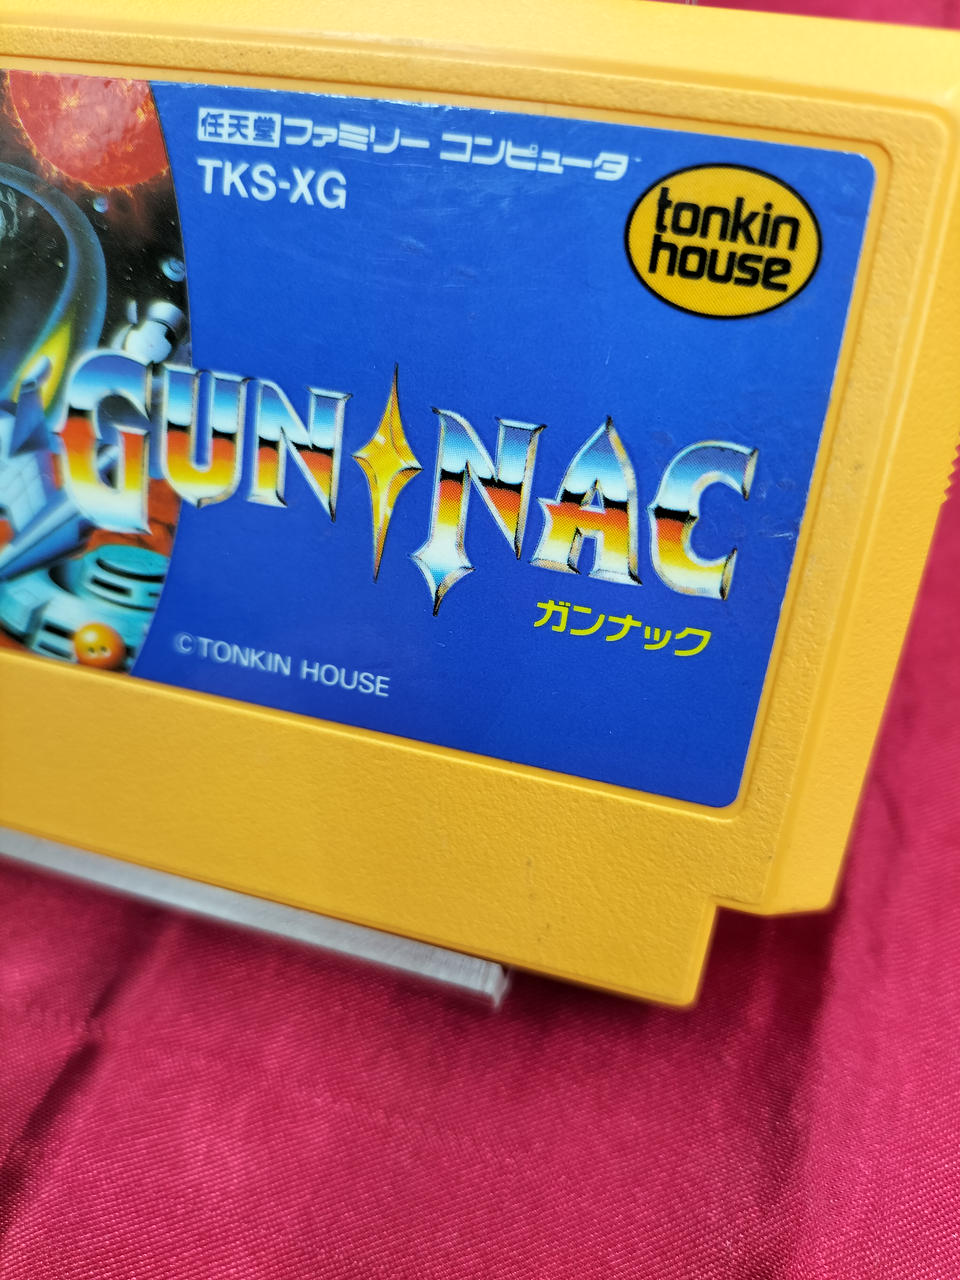 任天堂ファミリー コンピュータ
TKS-XG
tonkin
house
GUN NAC
ガンナック
©TONKIN HOUSE